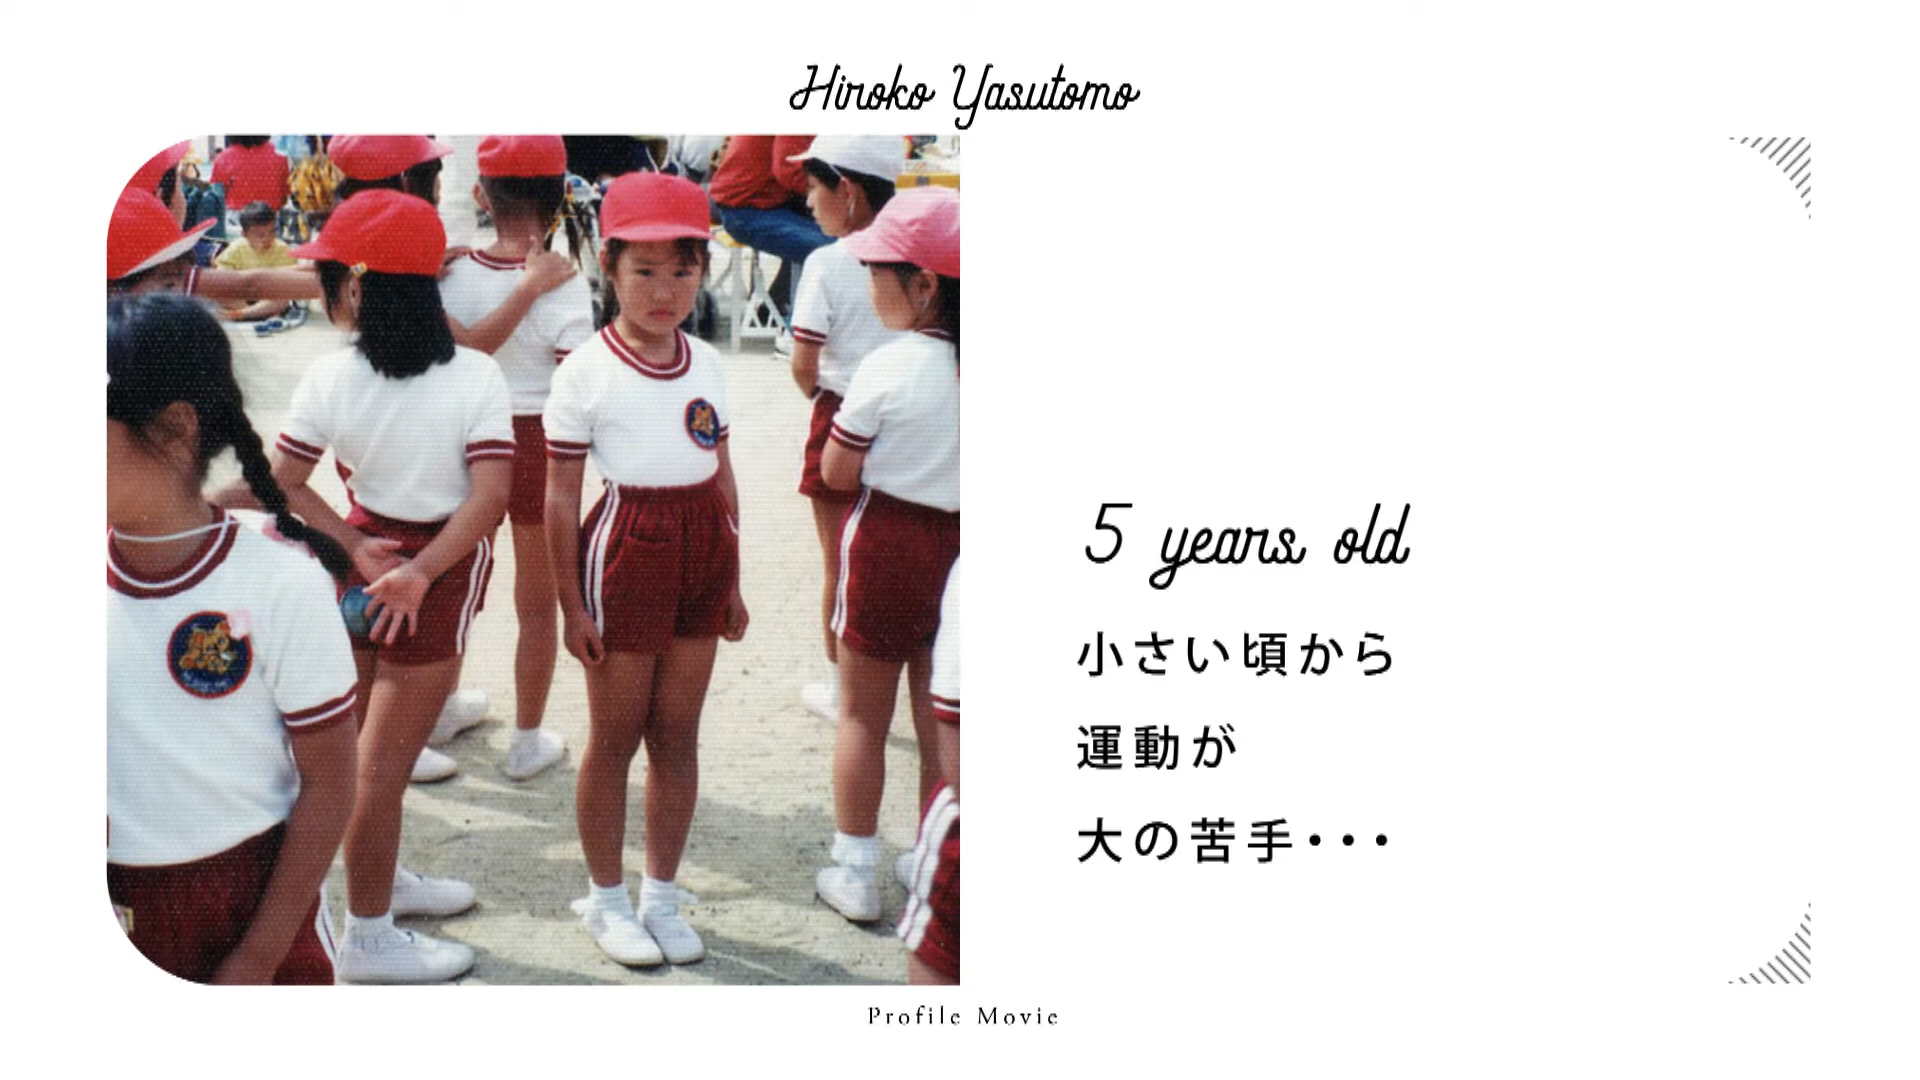 Hiroko Yasutomo
5 years old
小さい頃から
運動が
大の苦手・・・
Profile Movie